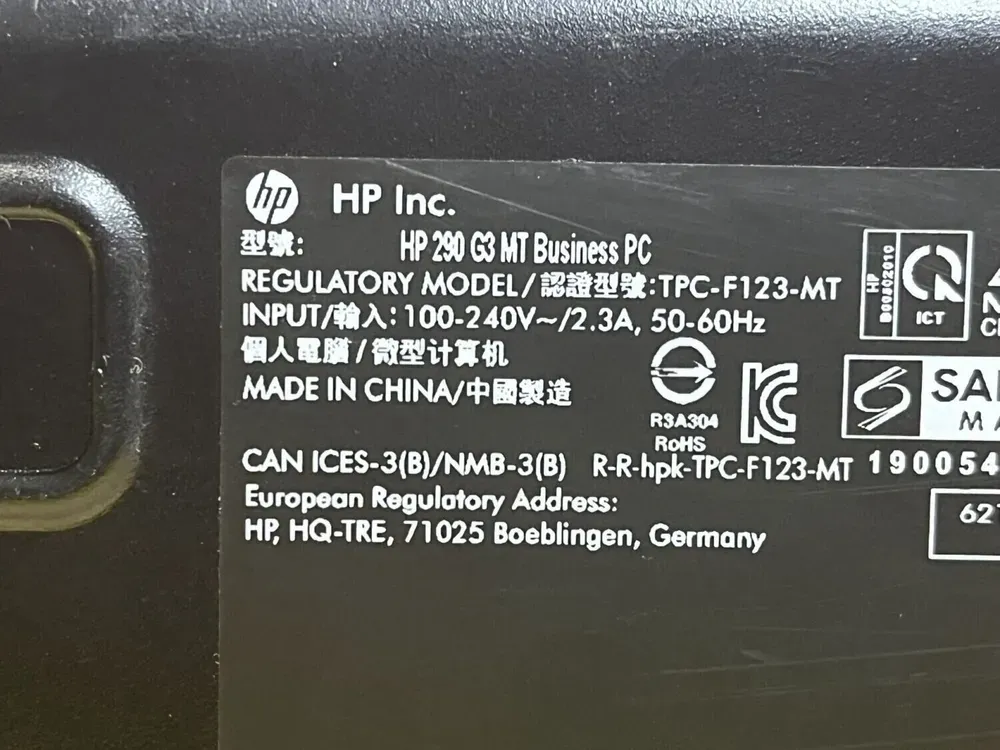 hp HP Inc.
型號: HP 290 G3 MT Business PC
REGULATORY MODEL/認證型號:TPC-F123-MT
INPUT/輸入: 100-240V~/2.3A, 50-60Hz
個人電腦/微型计算机
MADE IN CHINA/中國製造
R3A304
RoHS
HP
ICT
CAN ICES-3(B)/NMB-3(B) R-R-hpk-TPC-F123-MT
European Regulatory Address:
HP, HQ-TRE, 71025 Boeblingen, Germany